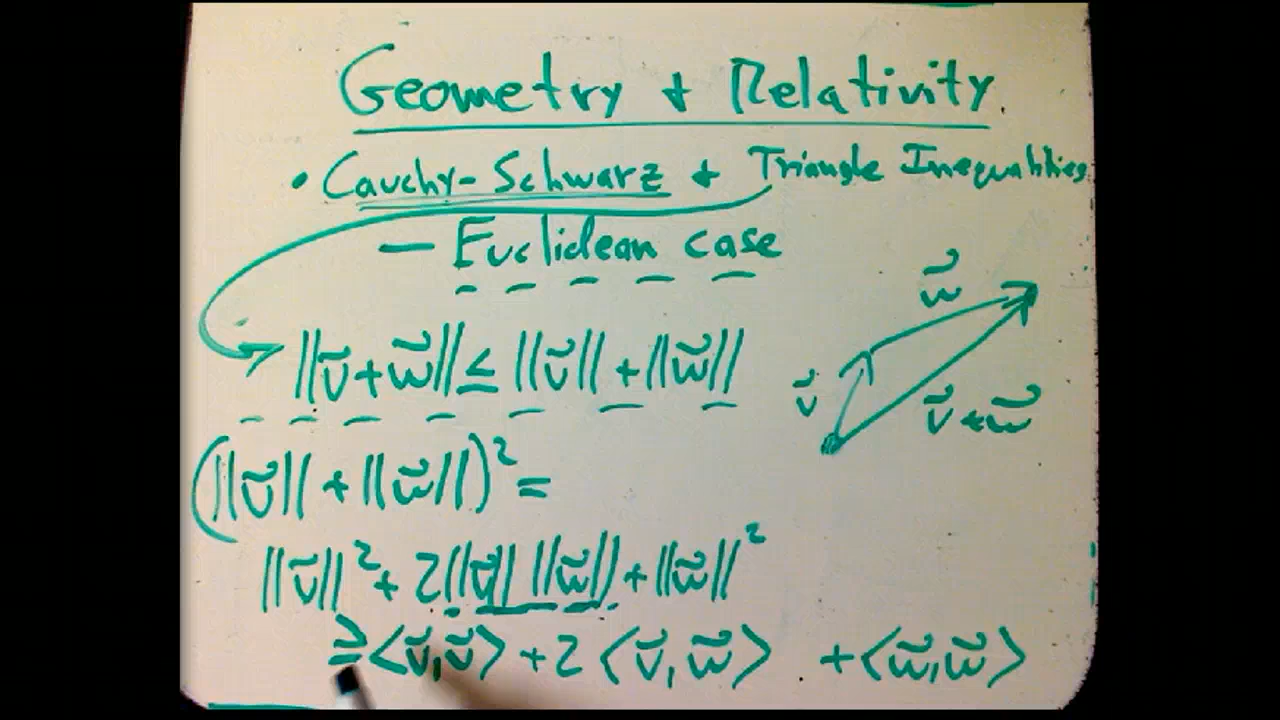 Geometry + Relativity
• Cauchy-Schwarz + Triangle Inequalities
— Euclidean case
||v⃗+w⃗|| ≤ ||v⃗|| + ||w⃗||
w⃗
v⃗
v⃗+w⃗
(||v⃗|| + ||w⃗||)² =
||v⃗||² + 2(||v⃗|| ||w⃗||) + ||w⃗||²
≥ <v⃗,v⃗> + 2 <v⃗,w⃗> + <w⃗,w⃗>